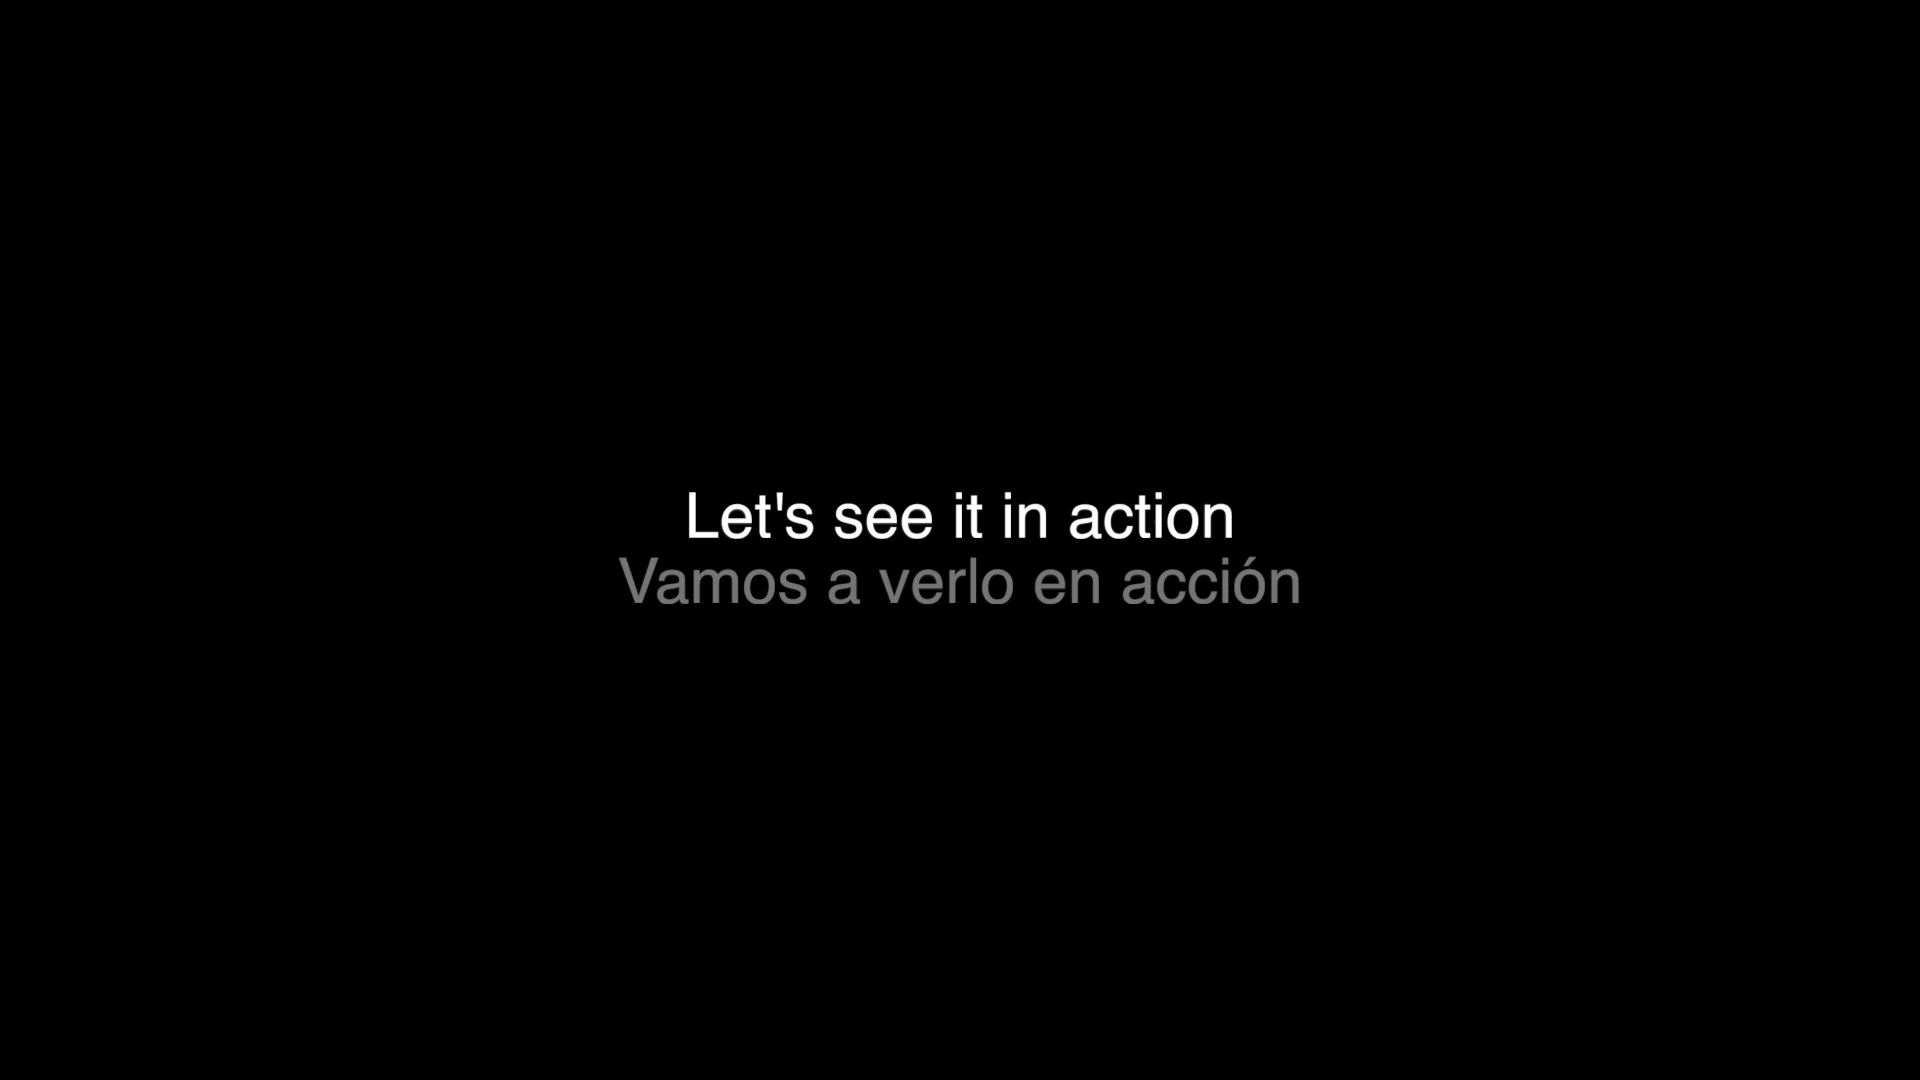 Let's see it in action
Vamos a verlo en acción